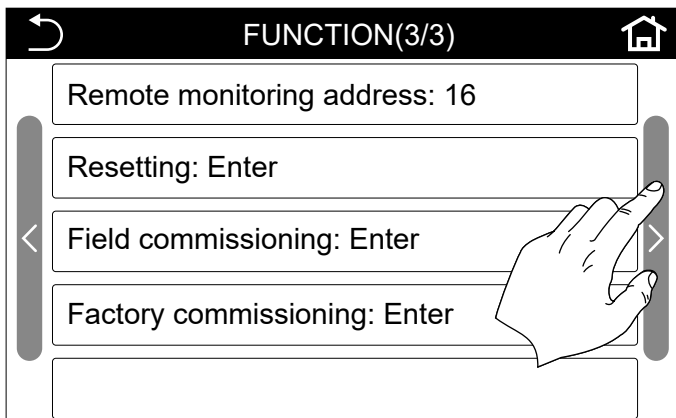 FUNCTION(3/3)
Remote monitoring address: 16
Resetting: Enter
Field commissioning: Enter
Factory commissioning: Enter